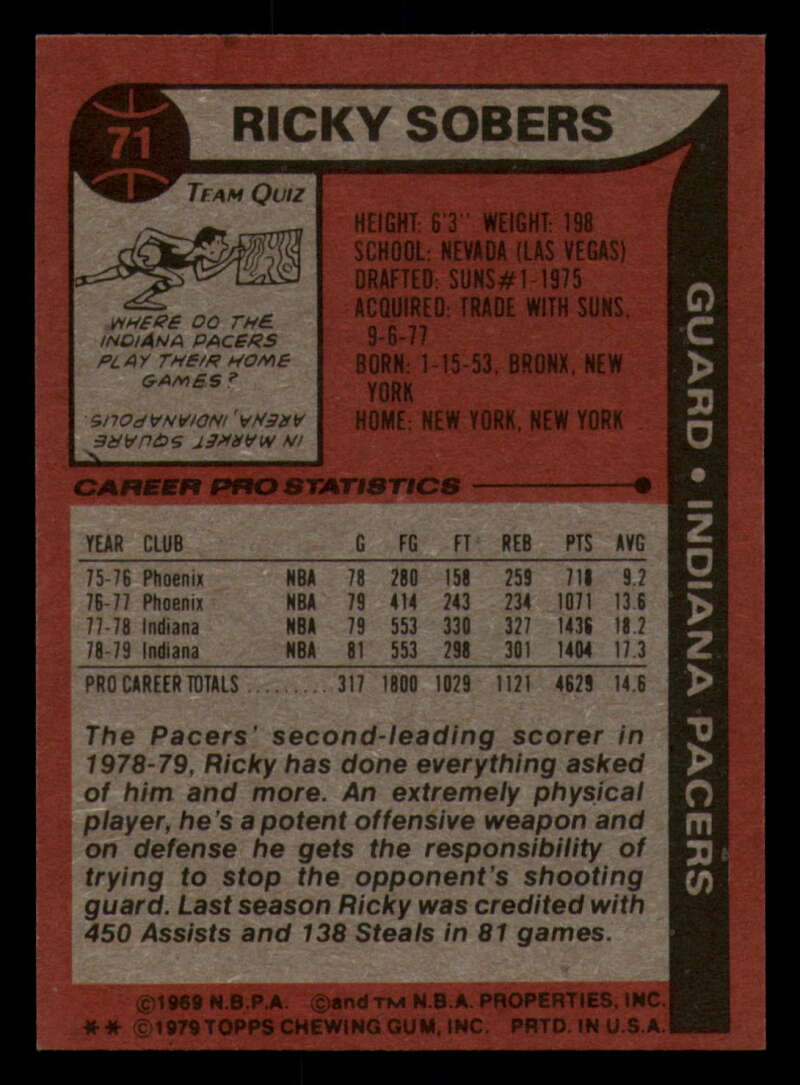 71
RICKY SOBERS
TEAM QUIZ
WHERE DO THE
INDIANA PACERS
PLAY THEIR HOME
GAMES?
IN MARKET SQUARE
ARENA, INDIANAPOLIS
HEIGHT: 6'3" WEIGHT: 198
SCHOOL: NEVADA (LAS VEGAS)
DRAFTED: SUNS#1-1975
ACQUIRED: TRADE WITH SUNS,
9-6-77
BORN: 1-15-53, BRONX, NEW
YORK
HOME: NEW YORK, NEW YORK
GUARD • INDIANA PACERS
CAREER PRO STATISTICS
YEAR CLUB G FG FT REB PTS AVG
75-76 Phoenix NBA 78 280 158 259 718 9.2
76-77 Phoenix NBA 79 414 243 234 1071 13.6
77-78 Indiana NBA 79 553 330 327 1436 18.2
78-79 Indiana NBA 81 553 298 301 1404 17.3
PRO CAREER TOTALS ......... 317 1800 1029 1121 4629 14.6
The Pacers' second-leading scorer in
1978-79, Ricky has done everything asked
of him and more. An extremely physical
player, he's a potent offensive weapon and
on defense he gets the responsibility of
trying to stop the opponent's shooting
guard. Last season Ricky was credited with
450 Assists and 138 Steals in 81 games.
©1969 N.B.P.A. ©and TM N.B.A. PROPERTIES, INC.
** ©1979 TOPPS CHEWING GUM, INC. PRTD. IN U.S.A.